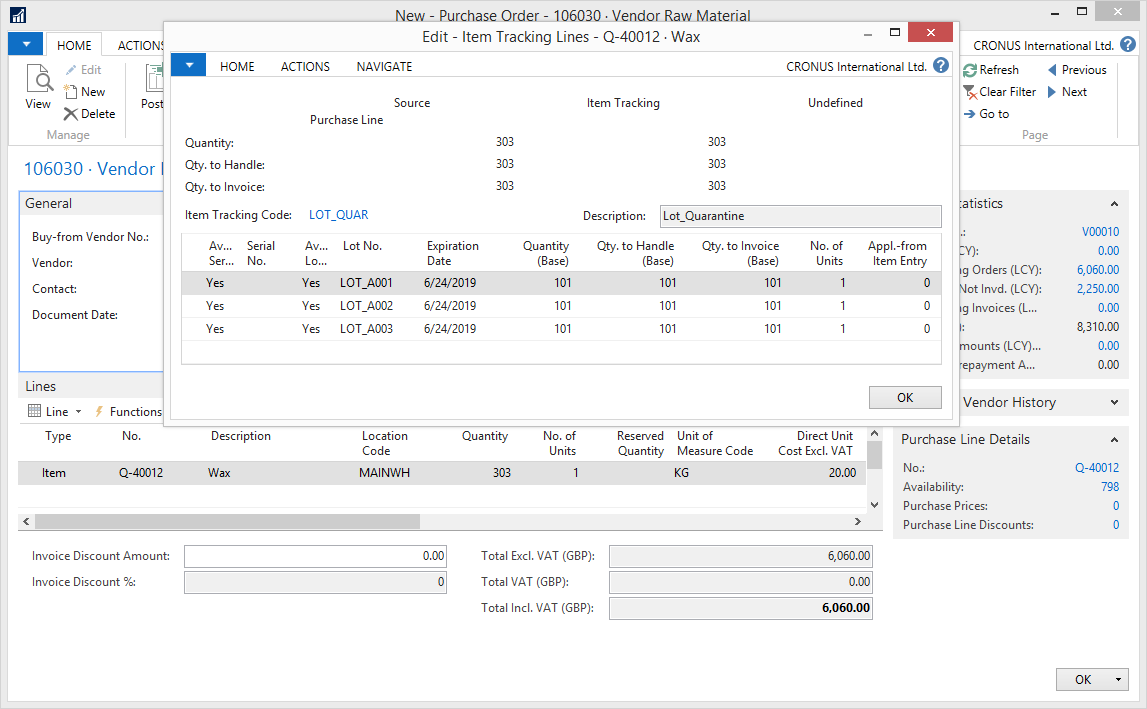 New - Purchase Order - 106030 · Vendor Raw Material
HOME ACTIONS
CRONUS International Ltd.
View
Edit
New
Delete
Manage
Post
Refresh
Clear Filter
Go to
Previous
Next
Page
106030 · Vendor
General
Buy-from Vendor No.:
Vendor:
Contact:
Document Date:
Edit - Item Tracking Lines - Q-40012 · Wax
HOME ACTIONS NAVIGATE
CRONUS International Ltd.
Source Item Tracking Undefined
Purchase Line
Quantity: 303 303
Qty. to Handle: 303 303
Qty. to Invoice: 303 303
Item Tracking Code: LOT_QUAR Description: Lot_Quarantine
Av... Serial Av... Lot No. Expiration Quantity Qty. to Handle Qty. to Invoice No. of Appl.-from
Ser... No. Lo... Date (Base) (Base) (Base) Units Item Entry
Yes Yes LOT_A001 6/24/2019 101 101 101 1 0
Yes Yes LOT_A002 6/24/2019 101 101 101 1 0
Yes Yes LOT_A003 6/24/2019 101 101 101 1 0
OK
tatistics
.: V00010
CY): 0.00
ng Orders (LCY): 6,060.00
Not Invd. (LCY): 2,250.00
ng Invoices (L... 0.00
): 8,310.00
mounts (LCY)... 0.00
repayment A... 0.00
Vendor History
Lines
Line Functions
Type No. Description Location Quantity No. of Reserved Unit of Direct Unit
Code Units Quantity Measure Code Cost Excl. VAT
Item Q-40012 Wax MAINWH 303 1 KG 20.00
Purchase Line Details
No.: Q-40012
Availability: 798
Purchase Prices: 0
Purchase Line Discounts: 0
Invoice Discount Amount: 0.00 Total Excl. VAT (GBP): 6,060.00
Invoice Discount %: 0 Total VAT (GBP): 0.00
Total Incl. VAT (GBP): 6,060.00
OK